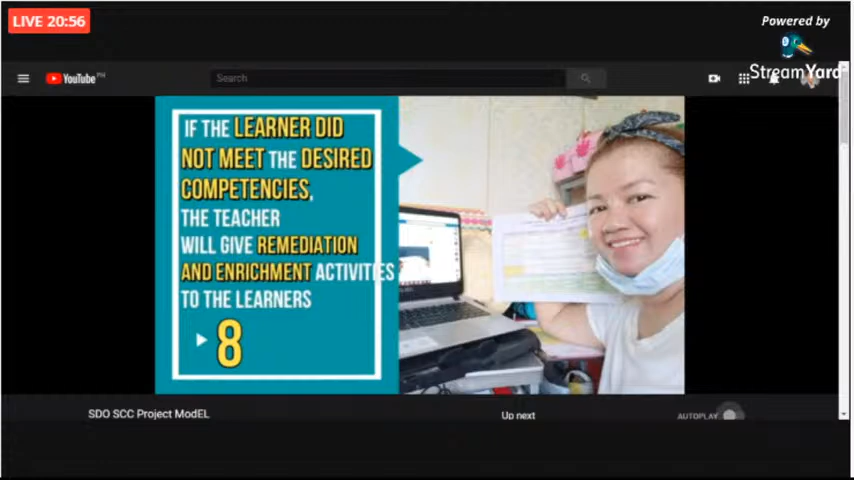 LIVE 20:56
Powered by
StreamYard
YouTube PH
Search
IF THE LEARNER DID
NOT MEET THE DESIRED
COMPETENCIES,
THE TEACHER
WILL GIVE REMEDIATION
AND ENRICHMENT ACTIVITIES
TO THE LEARNERS
8
SDO SCC Project ModEL
Up next
AUTOPLAY